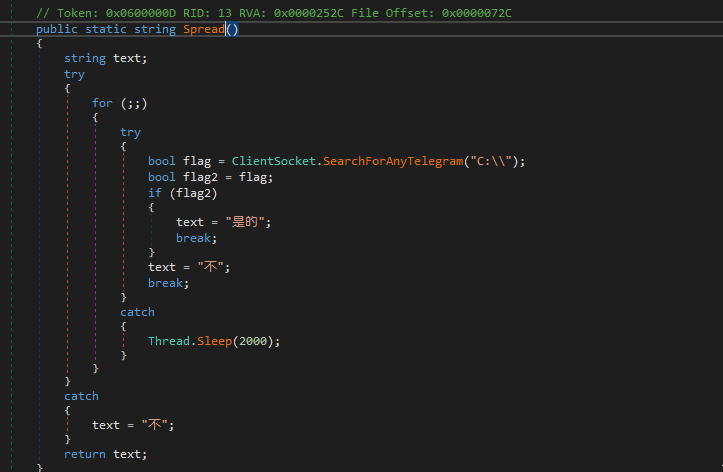 // Token: 0x0600000D RID: 13 RVA: 0x0000252C File Offset: 0x0000072C
public static string Spread()
{
string text;
try
{
for (;;)
{
try
{
bool flag = ClientSocket.SearchForAnyTelegram("C:\\");
bool flag2 = flag;
if (flag2)
{
text = "是的";
break;
}
text = "不";
break;
}
catch
{
Thread.Sleep(2000);
}
}
}
catch
{
text = "不";
}
return text;
}